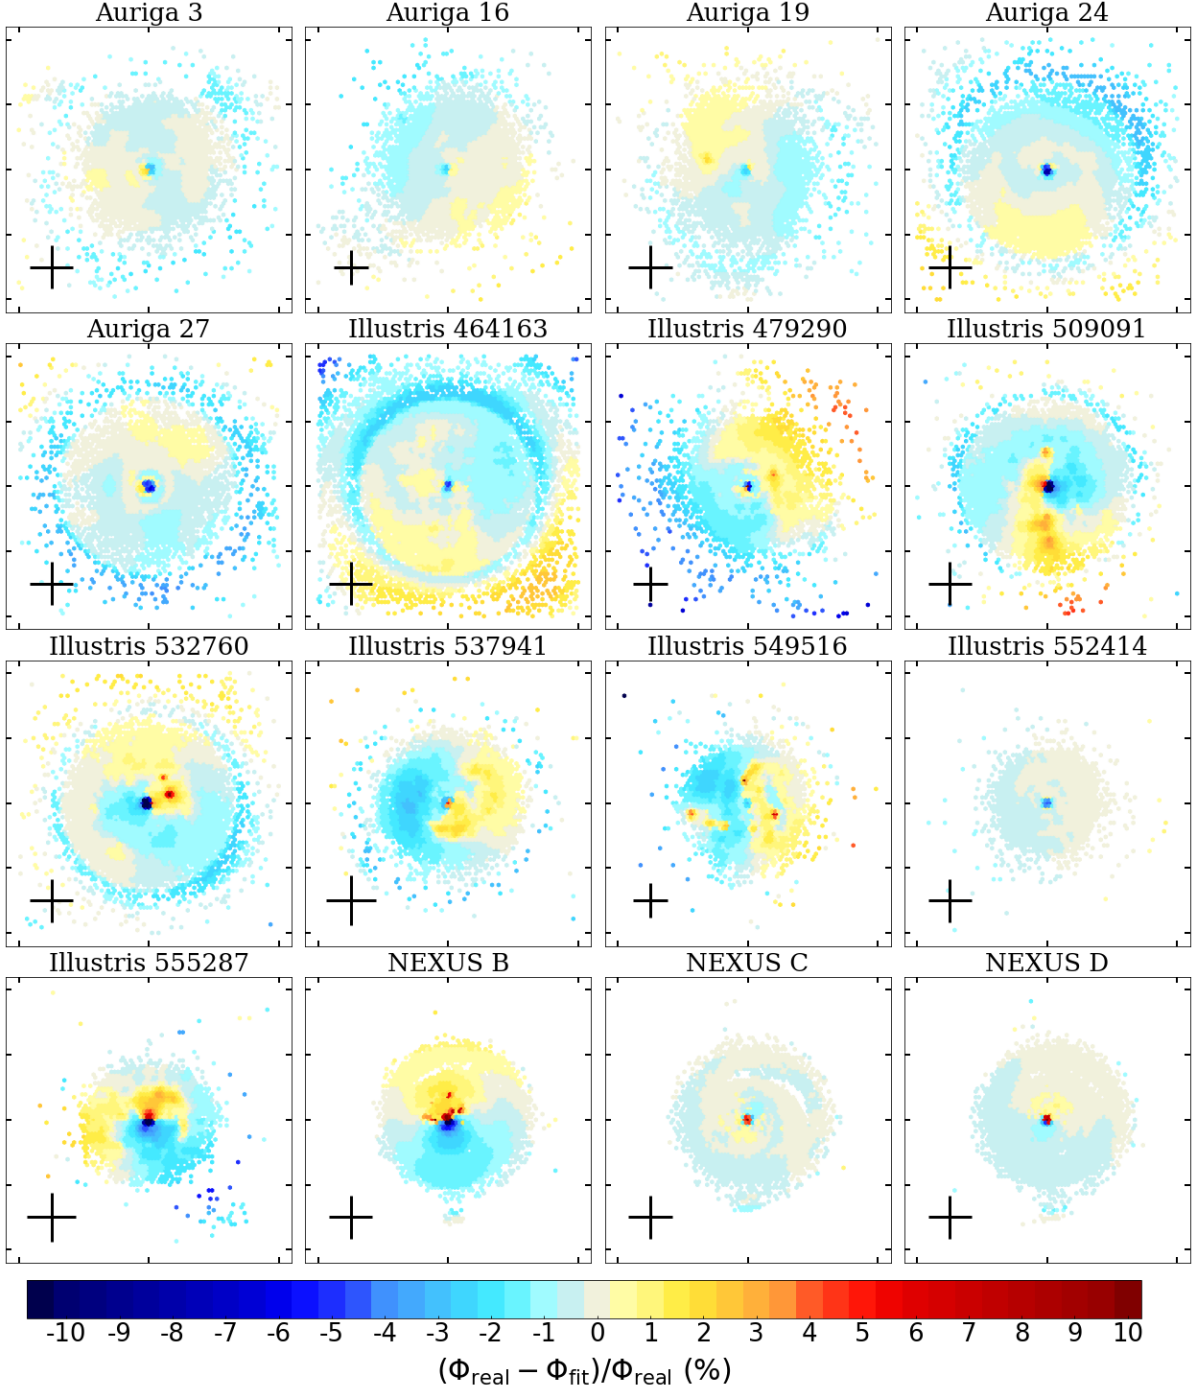 Auriga 3 Auriga 16 Auriga 19 Auriga 24
Auriga 27 Illustris 464163 Illustris 479290 Illustris 509091
Illustris 532760 Illustris 537941 Illustris 549516 Illustris 552414
Illustris 555287 NEXUS B NEXUS C NEXUS D
-10 -9 -8 -7 -6 -5 -4 -3 -2 -1 0 1 2 3 4 5 6 7 8 9 10
(Φreal − Φfit)/Φreal (%)